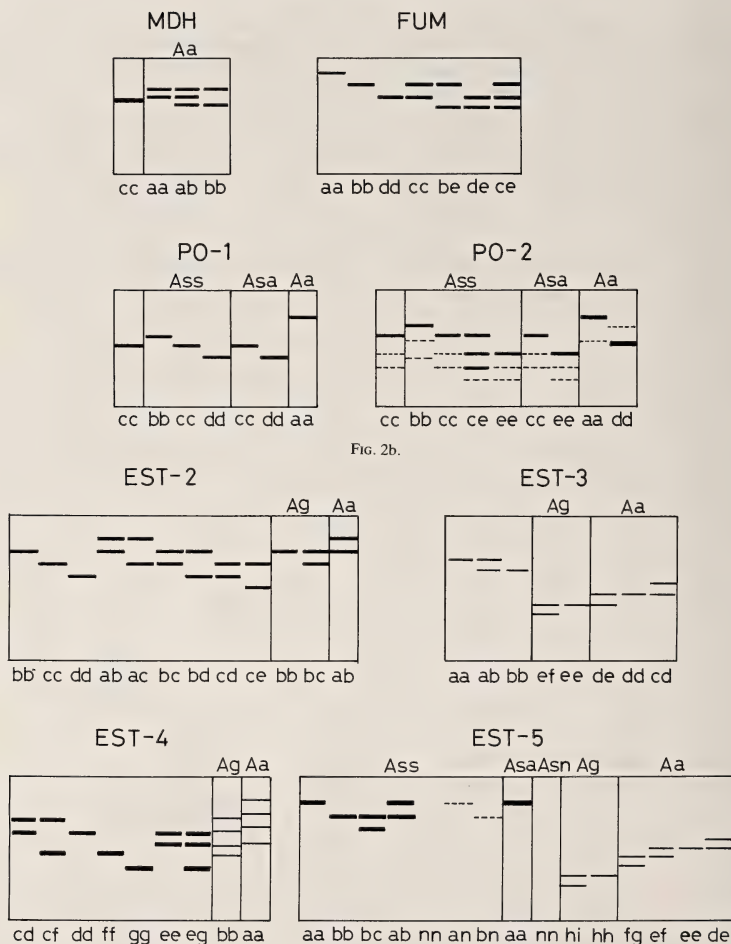 MDH FUM
Aa
cc aa ab bb aa bb dd cc be de ce
PO-1 PO-2
Ass Asa Aa Ass Asa Aa
cc bb cc dd cc dd aa cc bb cc ce ee cc ee aa dd
FIG. 2b.
EST-2 EST-3
Ag Aa Ag Aa
bb cc dd ab ac bc bd cd ce bb bc ab aa ab bb ef ee de dd cd
EST-4 EST-5
Ag Aa Ass Asa Asn Ag Aa
cd cf dd ff gg ee eg bb aa aa bb bc ab nn an bn aa nn hi hh fg ef ee de